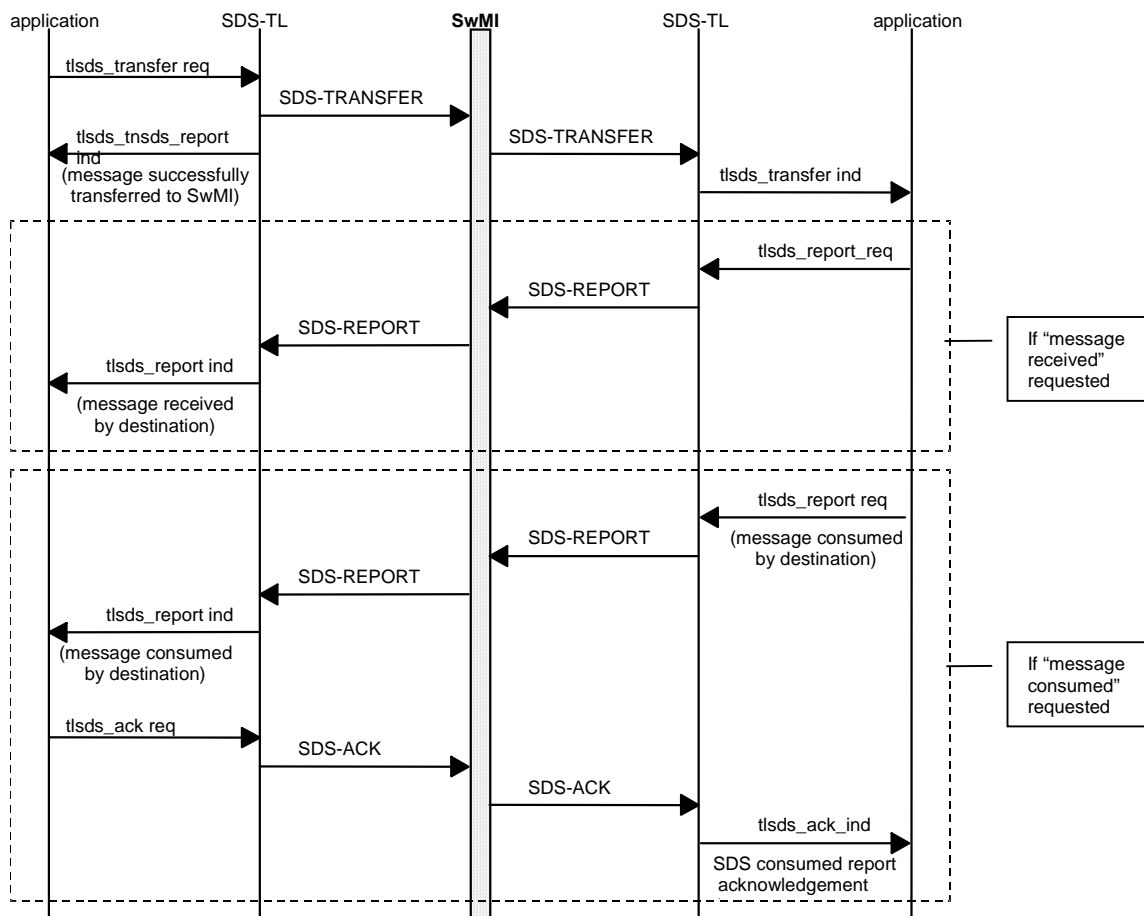 application
SDS-TL
SwMI
SDS-TL
application
tlsds_transfer req
SDS-TRANSFER
tlsds_tnsds_report
ind
(message successfully
transferred to SwMI)
SDS-TRANSFER
tlsds_transfer ind
tlsds_report_req
SDS-REPORT
SDS-REPORT
tlsds_report ind
(message received
by destination)
If “message
received”
requested
tlsds_report req
(message consumed
by destination)
SDS-REPORT
SDS-REPORT
tlsds_report ind
(message consumed
by destination)
If “message
consumed”
requested
tlsds_ack req
SDS-ACK
SDS-ACK
tlsds_ack_ind
SDS consumed report
acknowledgement